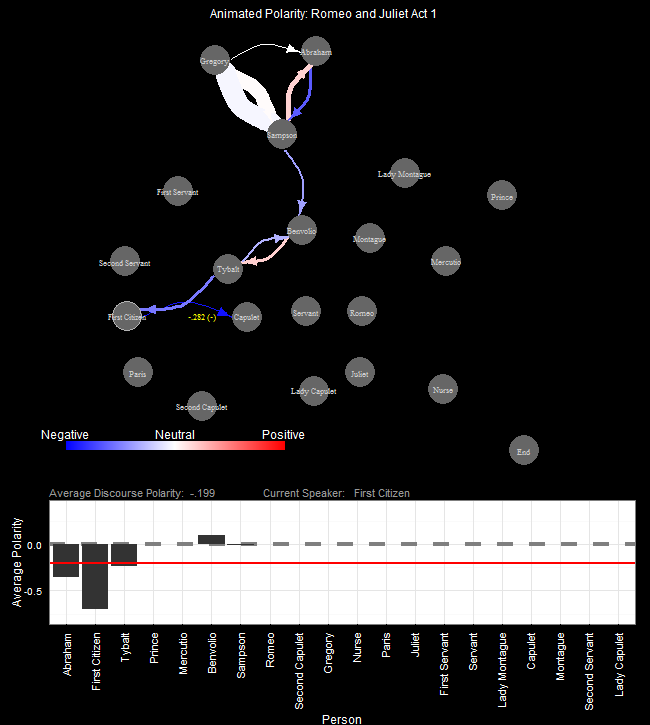 Animated Polarity: Romeo and Juliet Act 1
Gregory
Abraham
Sampson
Lady Montague
First Servant
Prince
Benvolio
Montague
Second Servant
Mercutio
Tybalt
First Citizen
-.282 (-)
Capulet
Servant
Romeo
Paris
Juliet
Lady Capulet
Nurse
Second Capulet
Negative Neutral Positive
End
Average Discourse Polarity: -.199 Current Speaker: First Citizen
Average Polarity
0.0
-0.5
Abraham
First Citizen
Tybalt
Prince
Mercutio
Benvolio
Sampson
Romeo
Second Capulet
Gregory
Nurse
Paris
Juliet
First Servant
Servant
Lady Montague
Capulet
Montague
Second Servant
Lady Capulet
Person